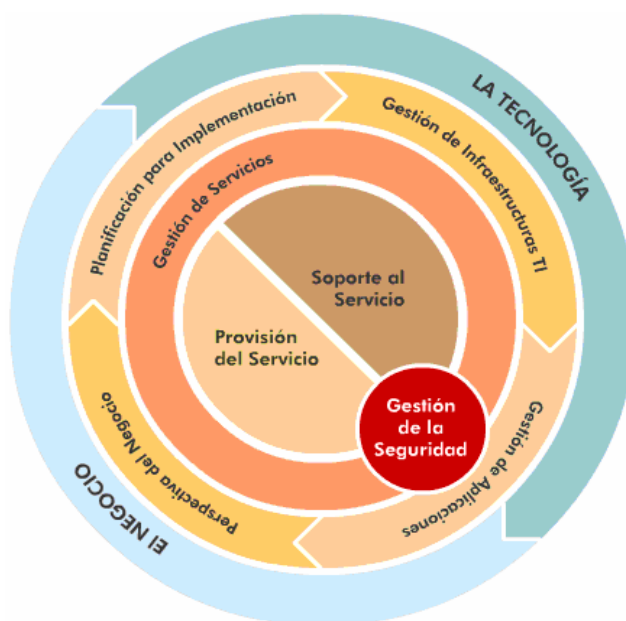 LA TECNOLOGÍA
Planificación para Implementación
Gestión de Infraestructuras TI
Gestión de Servicios
Soporte al
Servicio
Provisión
del Servicio
Gestión
de la
Seguridad
Gestión de Aplicaciones
Perspectiva del Negocio
El NEGOCIO